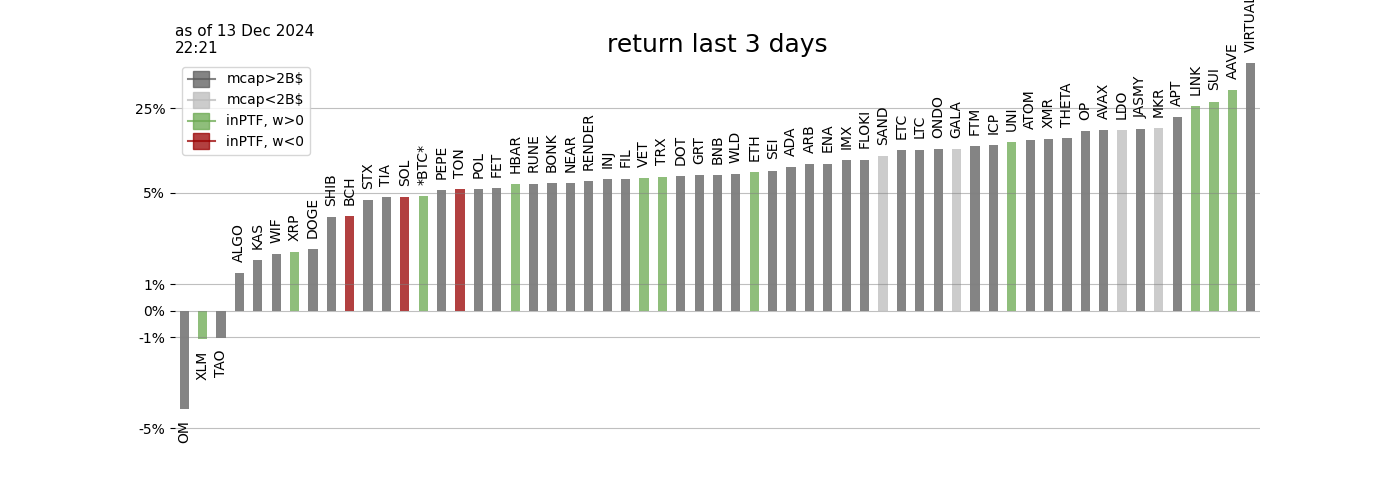 as of 13 Dec 2024
22:21
return last 3 days
mcap>2B$
mcap<2B$
inPTF, w>0
inPTF, w<0
25%
5%
1%
0%
-1%
-5%
OM
XLM
TAO
ALGO
KAS
WIF
XRP
DOGE
SHIB
BCH
STX
TIA
SOL
*BTC*
PEPE
TON
POL
FET
HBAR
RUNE
BONK
NEAR
RENDER
INJ
FIL
VET
TRX
DOT
GRT
BNB
WLD
ETH
SEI
ADA
ARB
ENA
IMX
FLOKI
SAND
ETC
LTC
ONDO
GALA
FTM
ICP
UNI
ATOM
XMR
THETA
OP
AVAX
LDO
JASMY
MKR
APT
LINK
SUI
AAVE
VIRTUAL